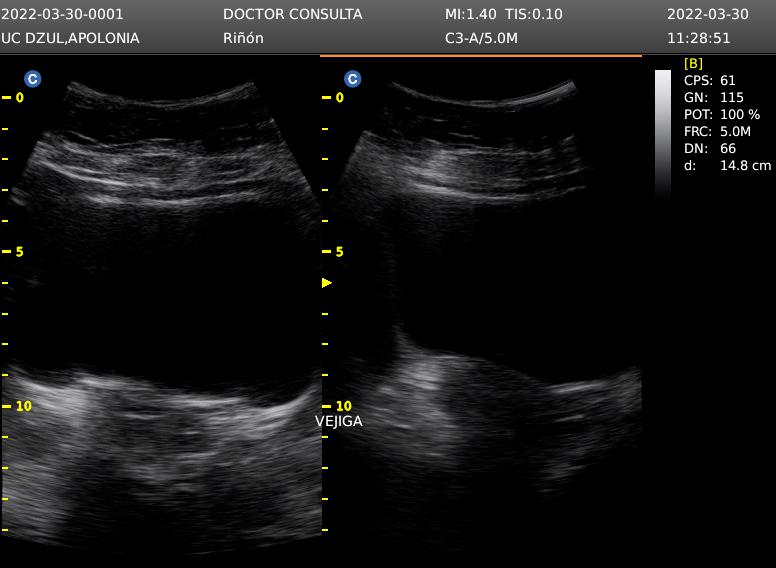 2022-03-30-0001 DOCTOR CONSULTA MI:1.40 TIS:0.10 2022-03-30
UC DZUL,APOLONIA Riñón C3-A/5.0M 11:28:51
C C
[B]
0 0
CPS: 61
GN: 115
POT: 100 %
FRC: 5.0M
DN: 66
d: 14.8 cm
5 5
10 10
VEJIGA